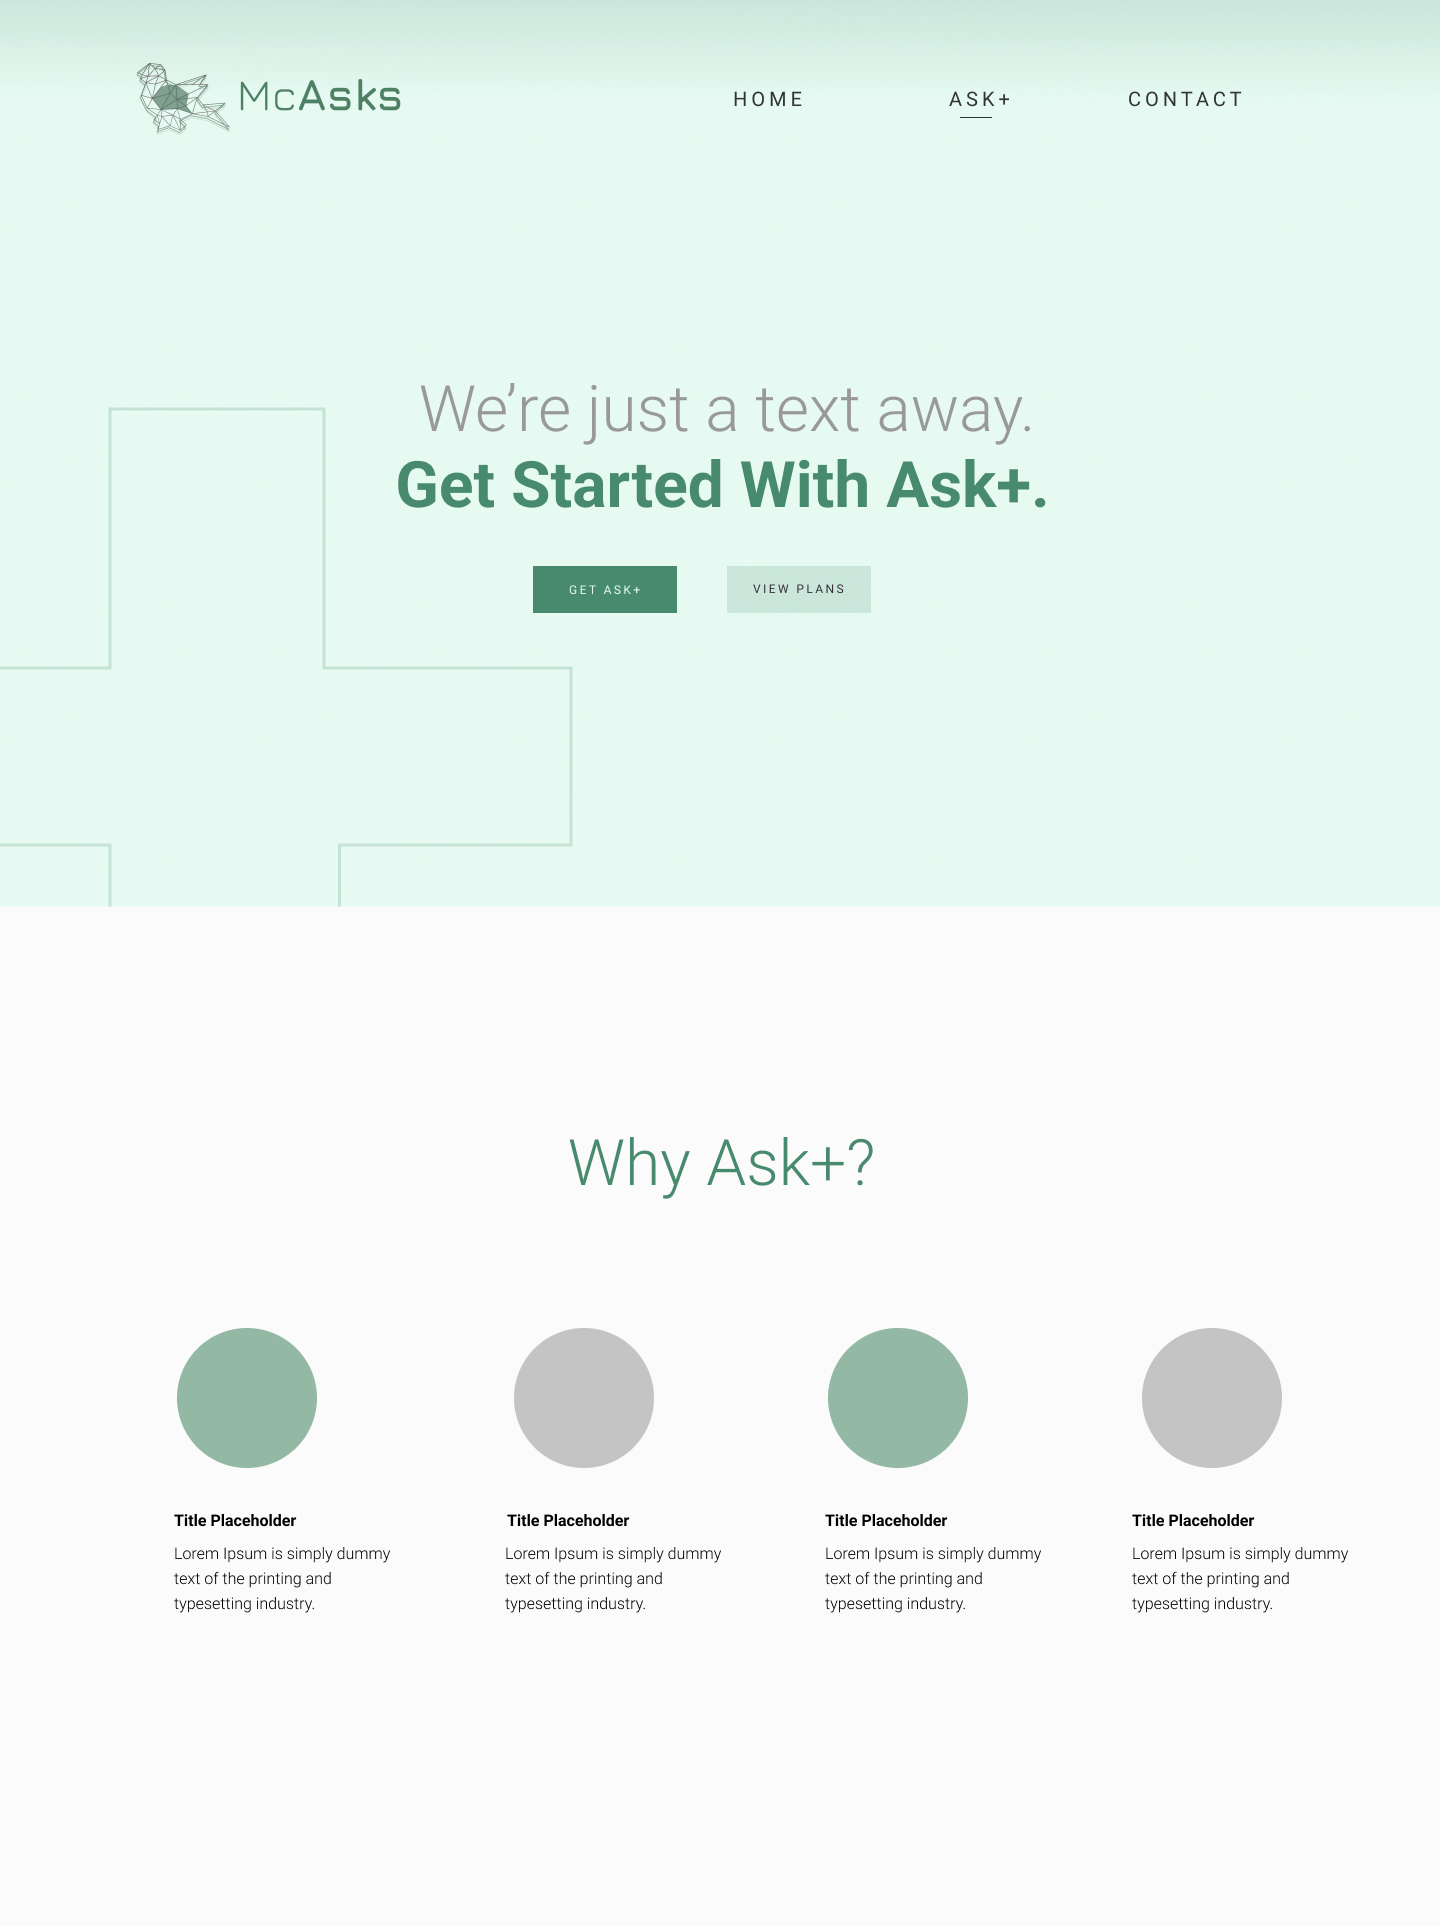 McAsks
HOME
ASK+
CONTACT
We’re just a text away.
Get Started With Ask+.
GET ASK+
VIEW PLANS
Why Ask+?
Title Placeholder
Lorem Ipsum is simply dummy
text of the printing and
typesetting industry.
Title Placeholder
Lorem Ipsum is simply dummy
text of the printing and
typesetting industry.
Title Placeholder
Lorem Ipsum is simply dummy
text of the printing and
typesetting industry.
Title Placeholder
Lorem Ipsum is simply dummy
text of the printing and
typesetting industry.